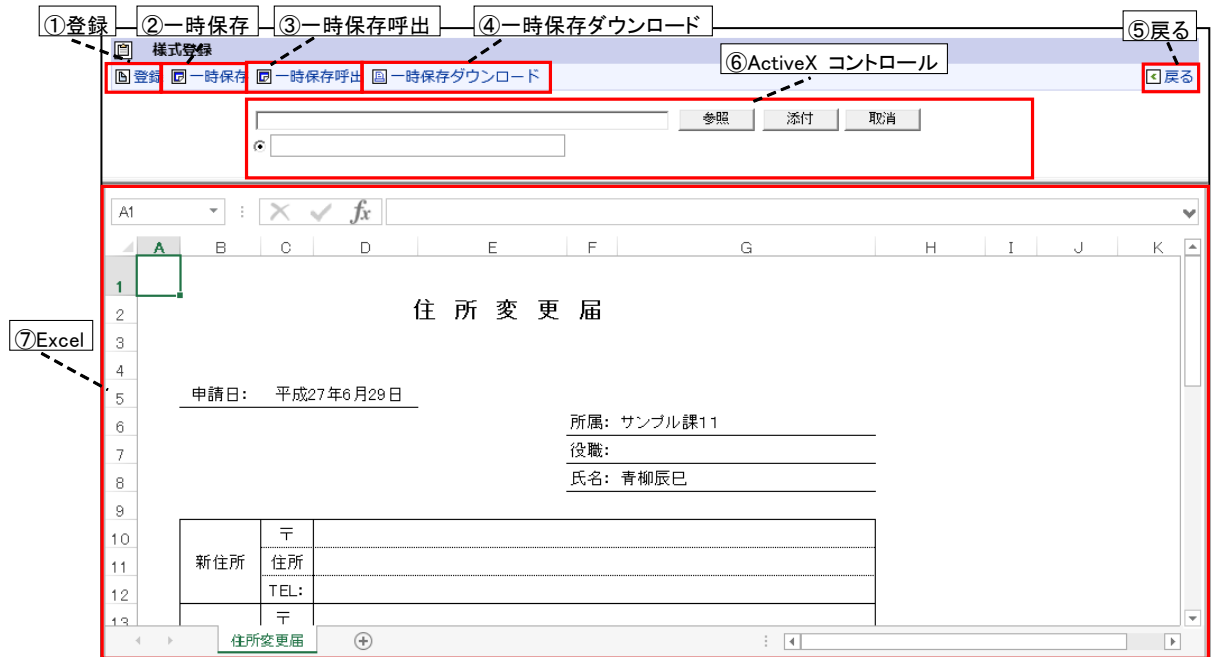 ①登録 ②一時保存 ③一時保存呼出 ④一時保存ダウンロード ⑤戻る
様式登録
⑥ActiveX コントロール
登録 一時保存 一時保存呼出 一時保存ダウンロード 戻る
参照 添付 取消
A1 fx
A B C D E F G H I J K
1
2 住所変更届
⑦Excel
3
4
5 申請日: 平成27年6月29日
6 所属: サンプル課11
7 役職:
8 氏名: 青柳辰巳
9
10 〒
11 新住所 住所
12 TEL:
13 〒
住所変更届